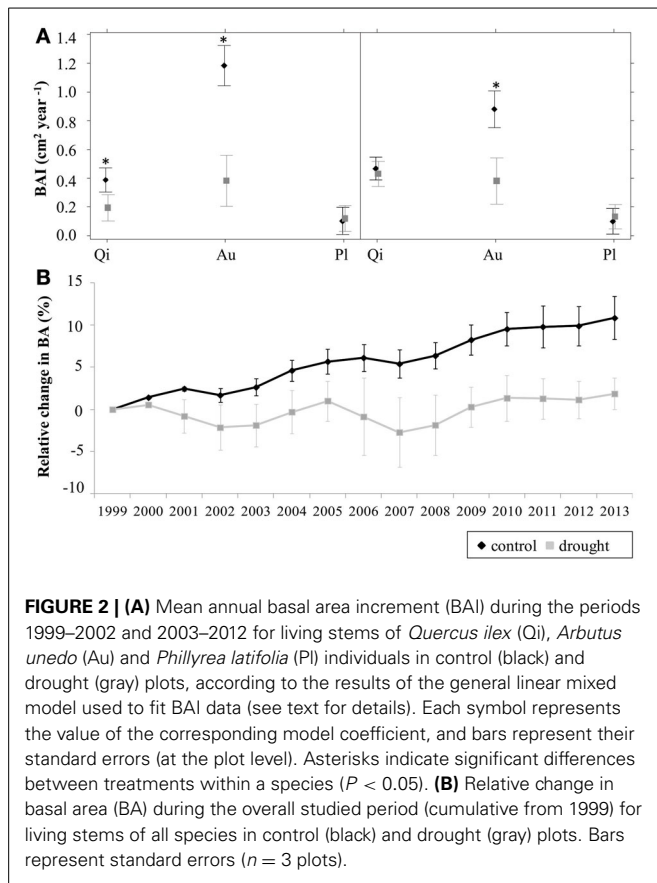 A
1.4
1.2
1.0
0.8
0.6
0.4
0.2
0.0
BAI (cm² year⁻¹)
* * *
Qi Au Pl Qi Au Pl
B
15
10
5
0
-5
-10
Relative change in BA (%)
1999 2000 2001 2002 2003 2004 2005 2006 2007 2008 2009 2010 2011 2012 2013
control drought
FIGURE 2 | (A) Mean annual basal area increment (BAI) during the periods
1999–2002 and 2003–2012 for living stems of Quercus ilex (Qi), Arbutus
unedo (Au) and Phillyrea latifolia (Pl) individuals in control (black) and
drought (gray) plots, according to the results of the general linear mixed
model used to fit BAI data (see text for details). Each symbol represents
the value of the corresponding model coefficient, and bars represent their
standard errors (at the plot level). Asterisks indicate significant differences
between treatments within a species (P < 0.05). (B) Relative change in
basal area (BA) during the overall studied period (cumulative from 1999) for
living stems of all species in control (black) and drought (gray) plots. Bars
represent standard errors (n = 3 plots).